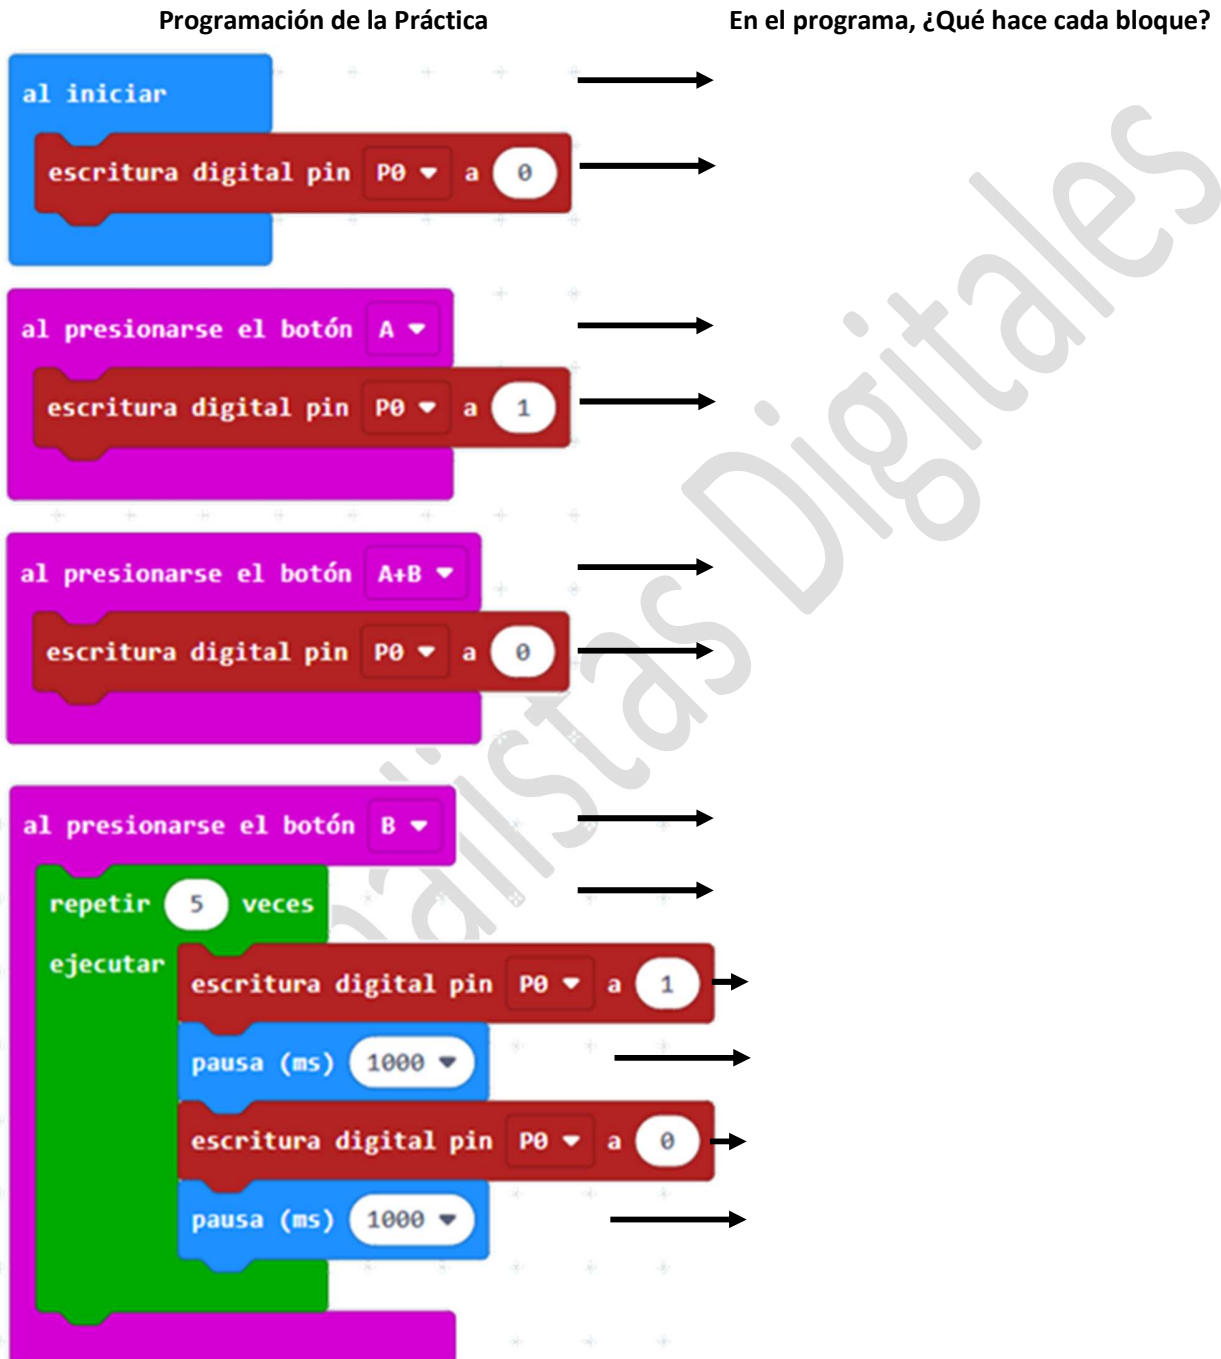 Programación de la Práctica
En el programa, ¿Qué hace cada bloque?
al iniciar
escritura digital pin P0 a 0
al presionarse el botón A
escritura digital pin P0 a 1
al presionarse el botón A+B
escritura digital pin P0 a 0
al presionarse el botón B
repetir 5 veces
ejecutar
escritura digital pin P0 a 1
pausa (ms) 1000
escritura digital pin P0 a 0
pausa (ms) 1000
Digitales